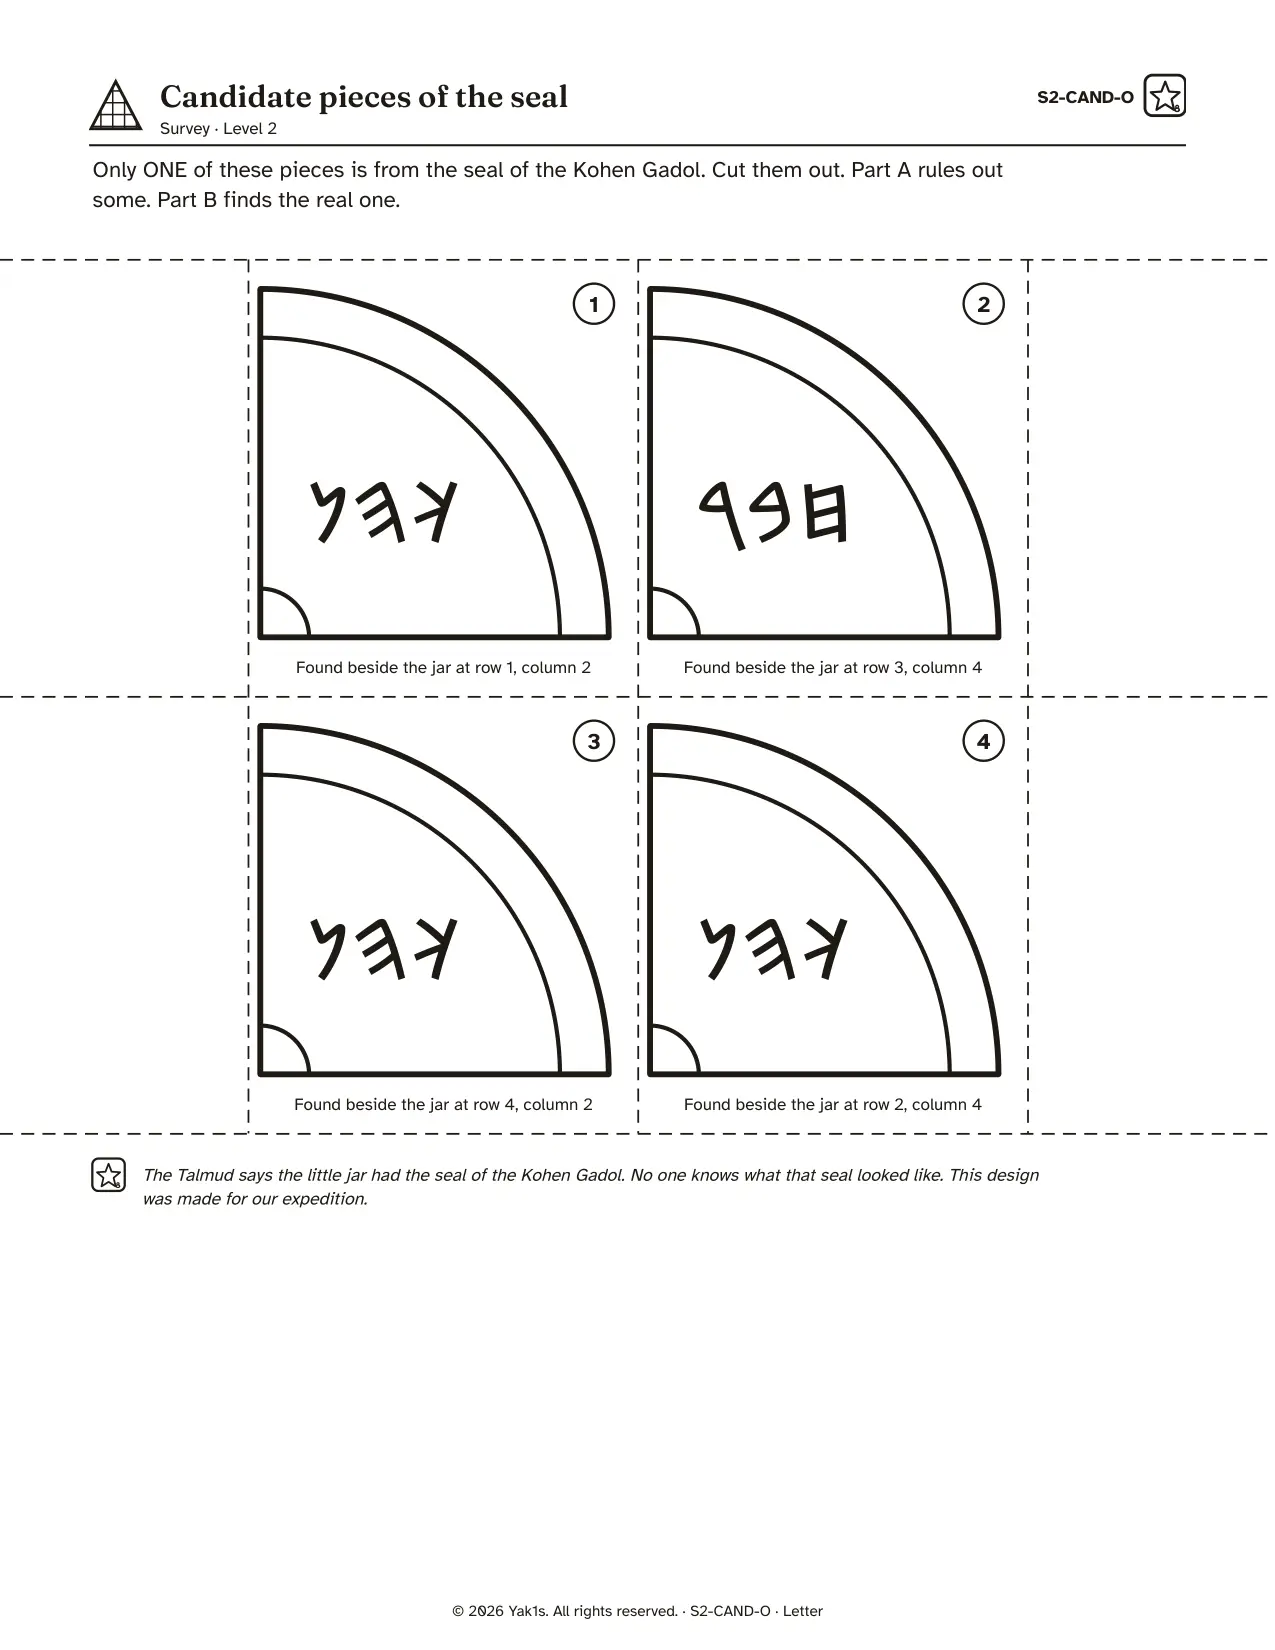 Candidate pieces of the seal
Survey · Level 2
S2-CAND-O
Only ONE of these pieces is from the seal of the Kohen Gadol. Cut them out. Part A rules out
some. Part B finds the real one.
1
𐤊𐤄𐤍
Found beside the jar at row 1, column 2
2
𐤇𐤁𐤓
Found beside the jar at row 3, column 4
3
𐤊𐤄𐤍
Found beside the jar at row 4, column 2
4
𐤊𐤄𐤍
Found beside the jar at row 2, column 4
The Talmud says the little jar had the seal of the Kohen Gadol. No one knows what that seal looked like. This design
was made for our expedition.
© 2026 Yak1s. All rights reserved. · S2-CAND-O · Letter